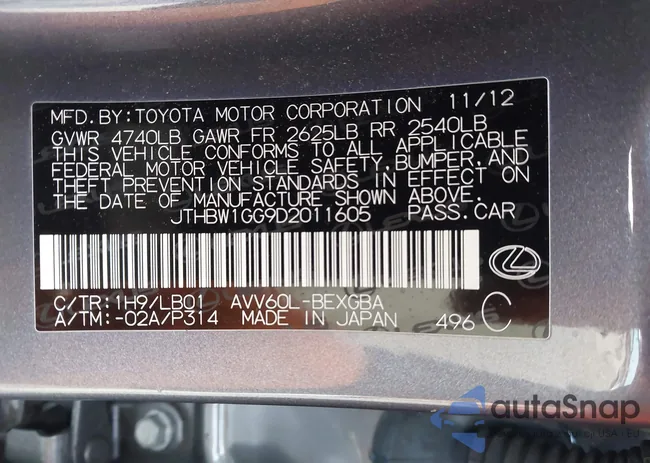 MFD.BY:TOYOTA MOTOR CORPORATION 11/12
GVWR 4740LB GAWR FR 2625LB RR 2540LB
THIS VEHICLE CONFORMS TO ALL APPLICABLE
FEDERAL MOTOR VEHICLE SAFETY,BUMPER,AND
THEFT PREVENTION STANDARDS IN EFFECT ON
THE DATE OF MANUFACTURE SHOWN ABOVE.
JTHBW1GG9D2011605 PASS.CAR
C/TR:1H9/LB01 AVV60L-BEXGBA
A/TM:-02A/P314 MADE IN JAPAN 496 C
autoSnap